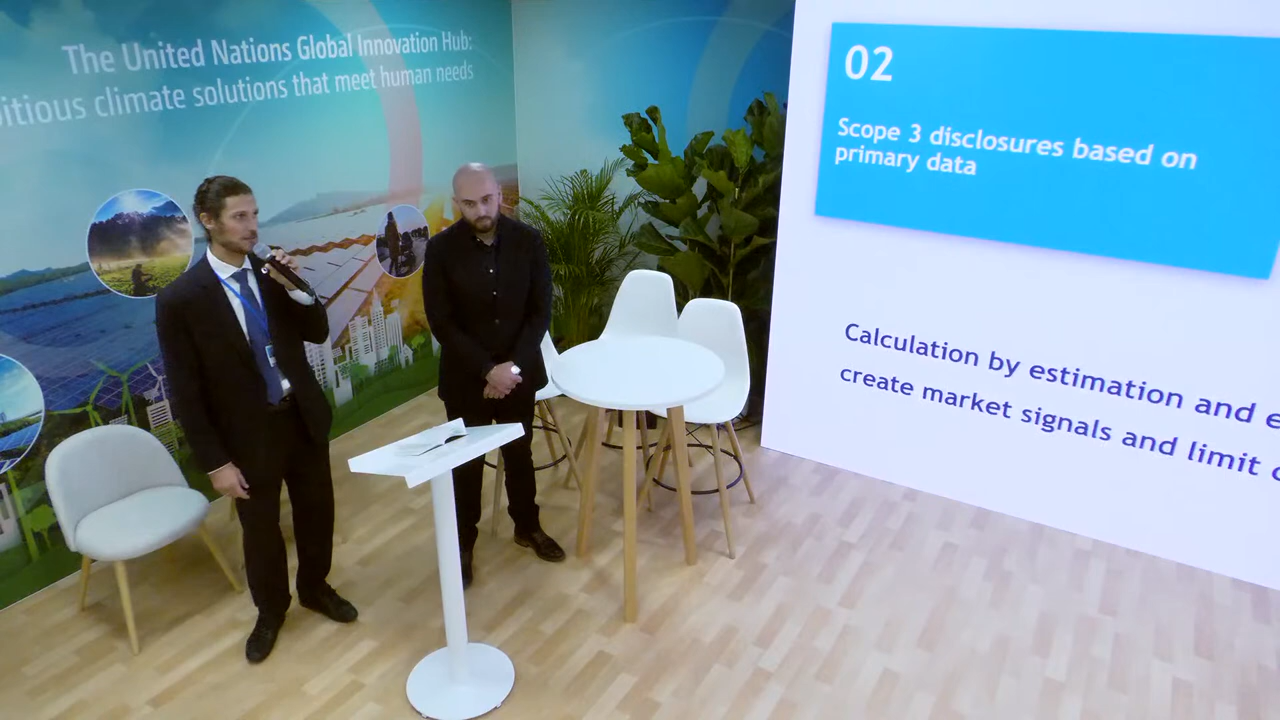 The United Nations Global Innovation Hub:
climate solutions that meet human needs
02
Scope 3 disclosures based on
primary data
Calculation by estimation and
create market signals and limit